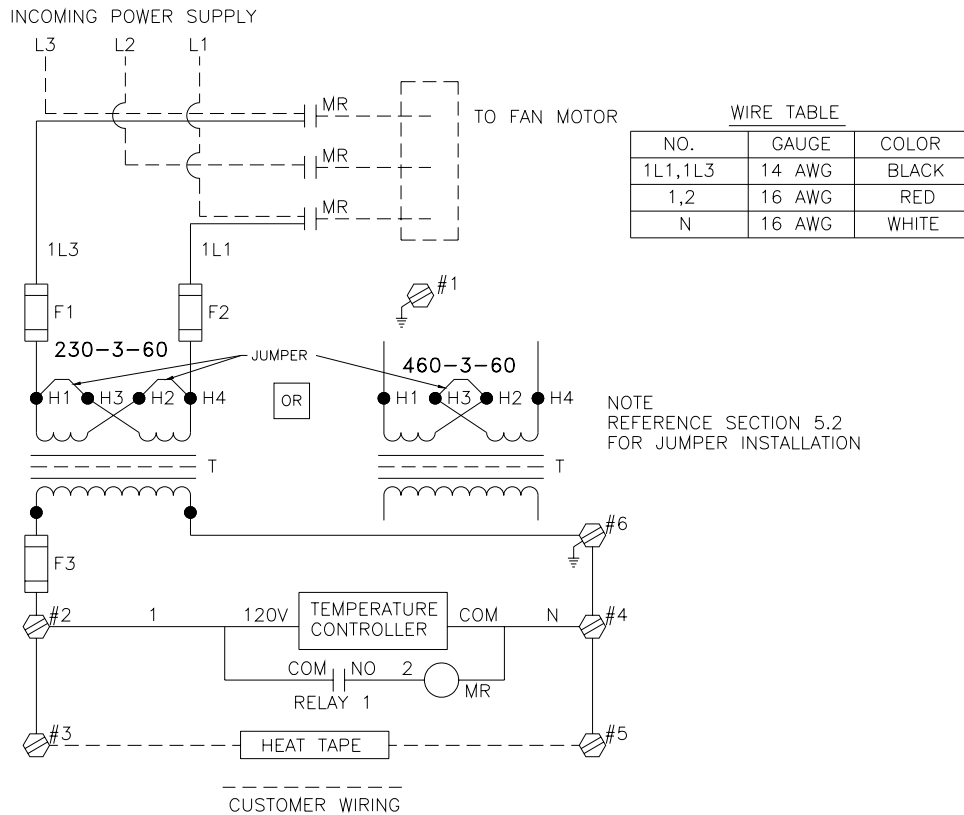 INCOMING POWER SUPPLY
L3 L2 L1
MR
TO FAN MOTOR
MR
MR
WIRE TABLE
NO. GAUGE COLOR
1L1,1L3 14 AWG BLACK
1,2 16 AWG RED
N 16 AWG WHITE
1L3 1L1
#1
F1 F2
230-3-60 JUMPER 460-3-60
H1 H3 H2 H4
OR
H1 H3 H2 H4
NOTE
REFERENCE SECTION 5.2
FOR JUMPER INSTALLATION
T T
#6
F3
#2 1 120V TEMPERATURE
CONTROLLER COM N #4
COM NO 2 MR
RELAY 1
#3 HEAT TAPE #5
CUSTOMER WIRING